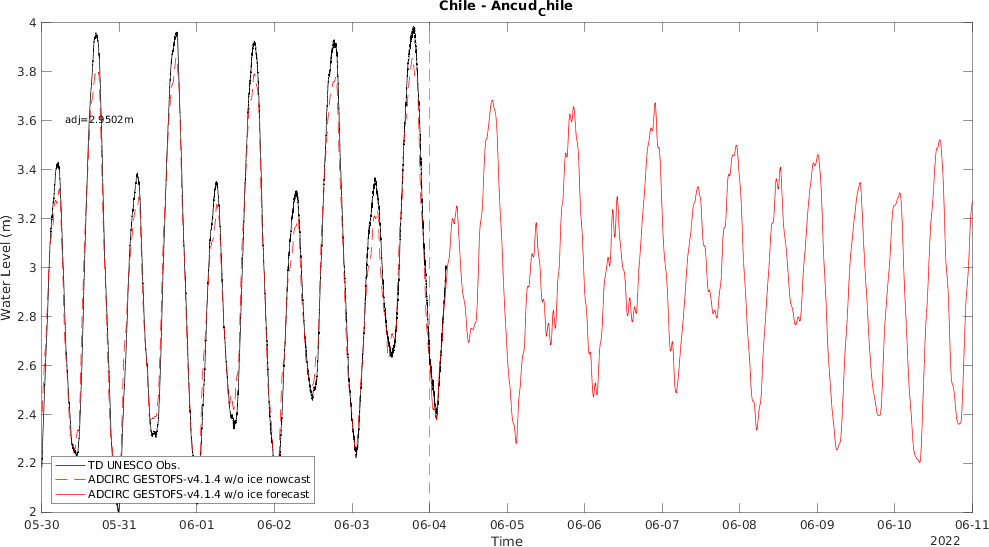 Chile - Ancud_Chile
4
3.8
3.6
3.4
3.2
3
2.8
2.6
2.4
2.2
2
Water Level (m)
adj=2.9502m
TD UNESCO Obs.
ADCIRC GESTOFS-v4.1.4 w/o ice nowcast
ADCIRC GESTOFS-v4.1.4 w/o ice forecast
05-30 05-31 06-01 06-02 06-03 06-04 06-05 06-06 06-07 06-08 06-09 06-10 06-11
Time
2022